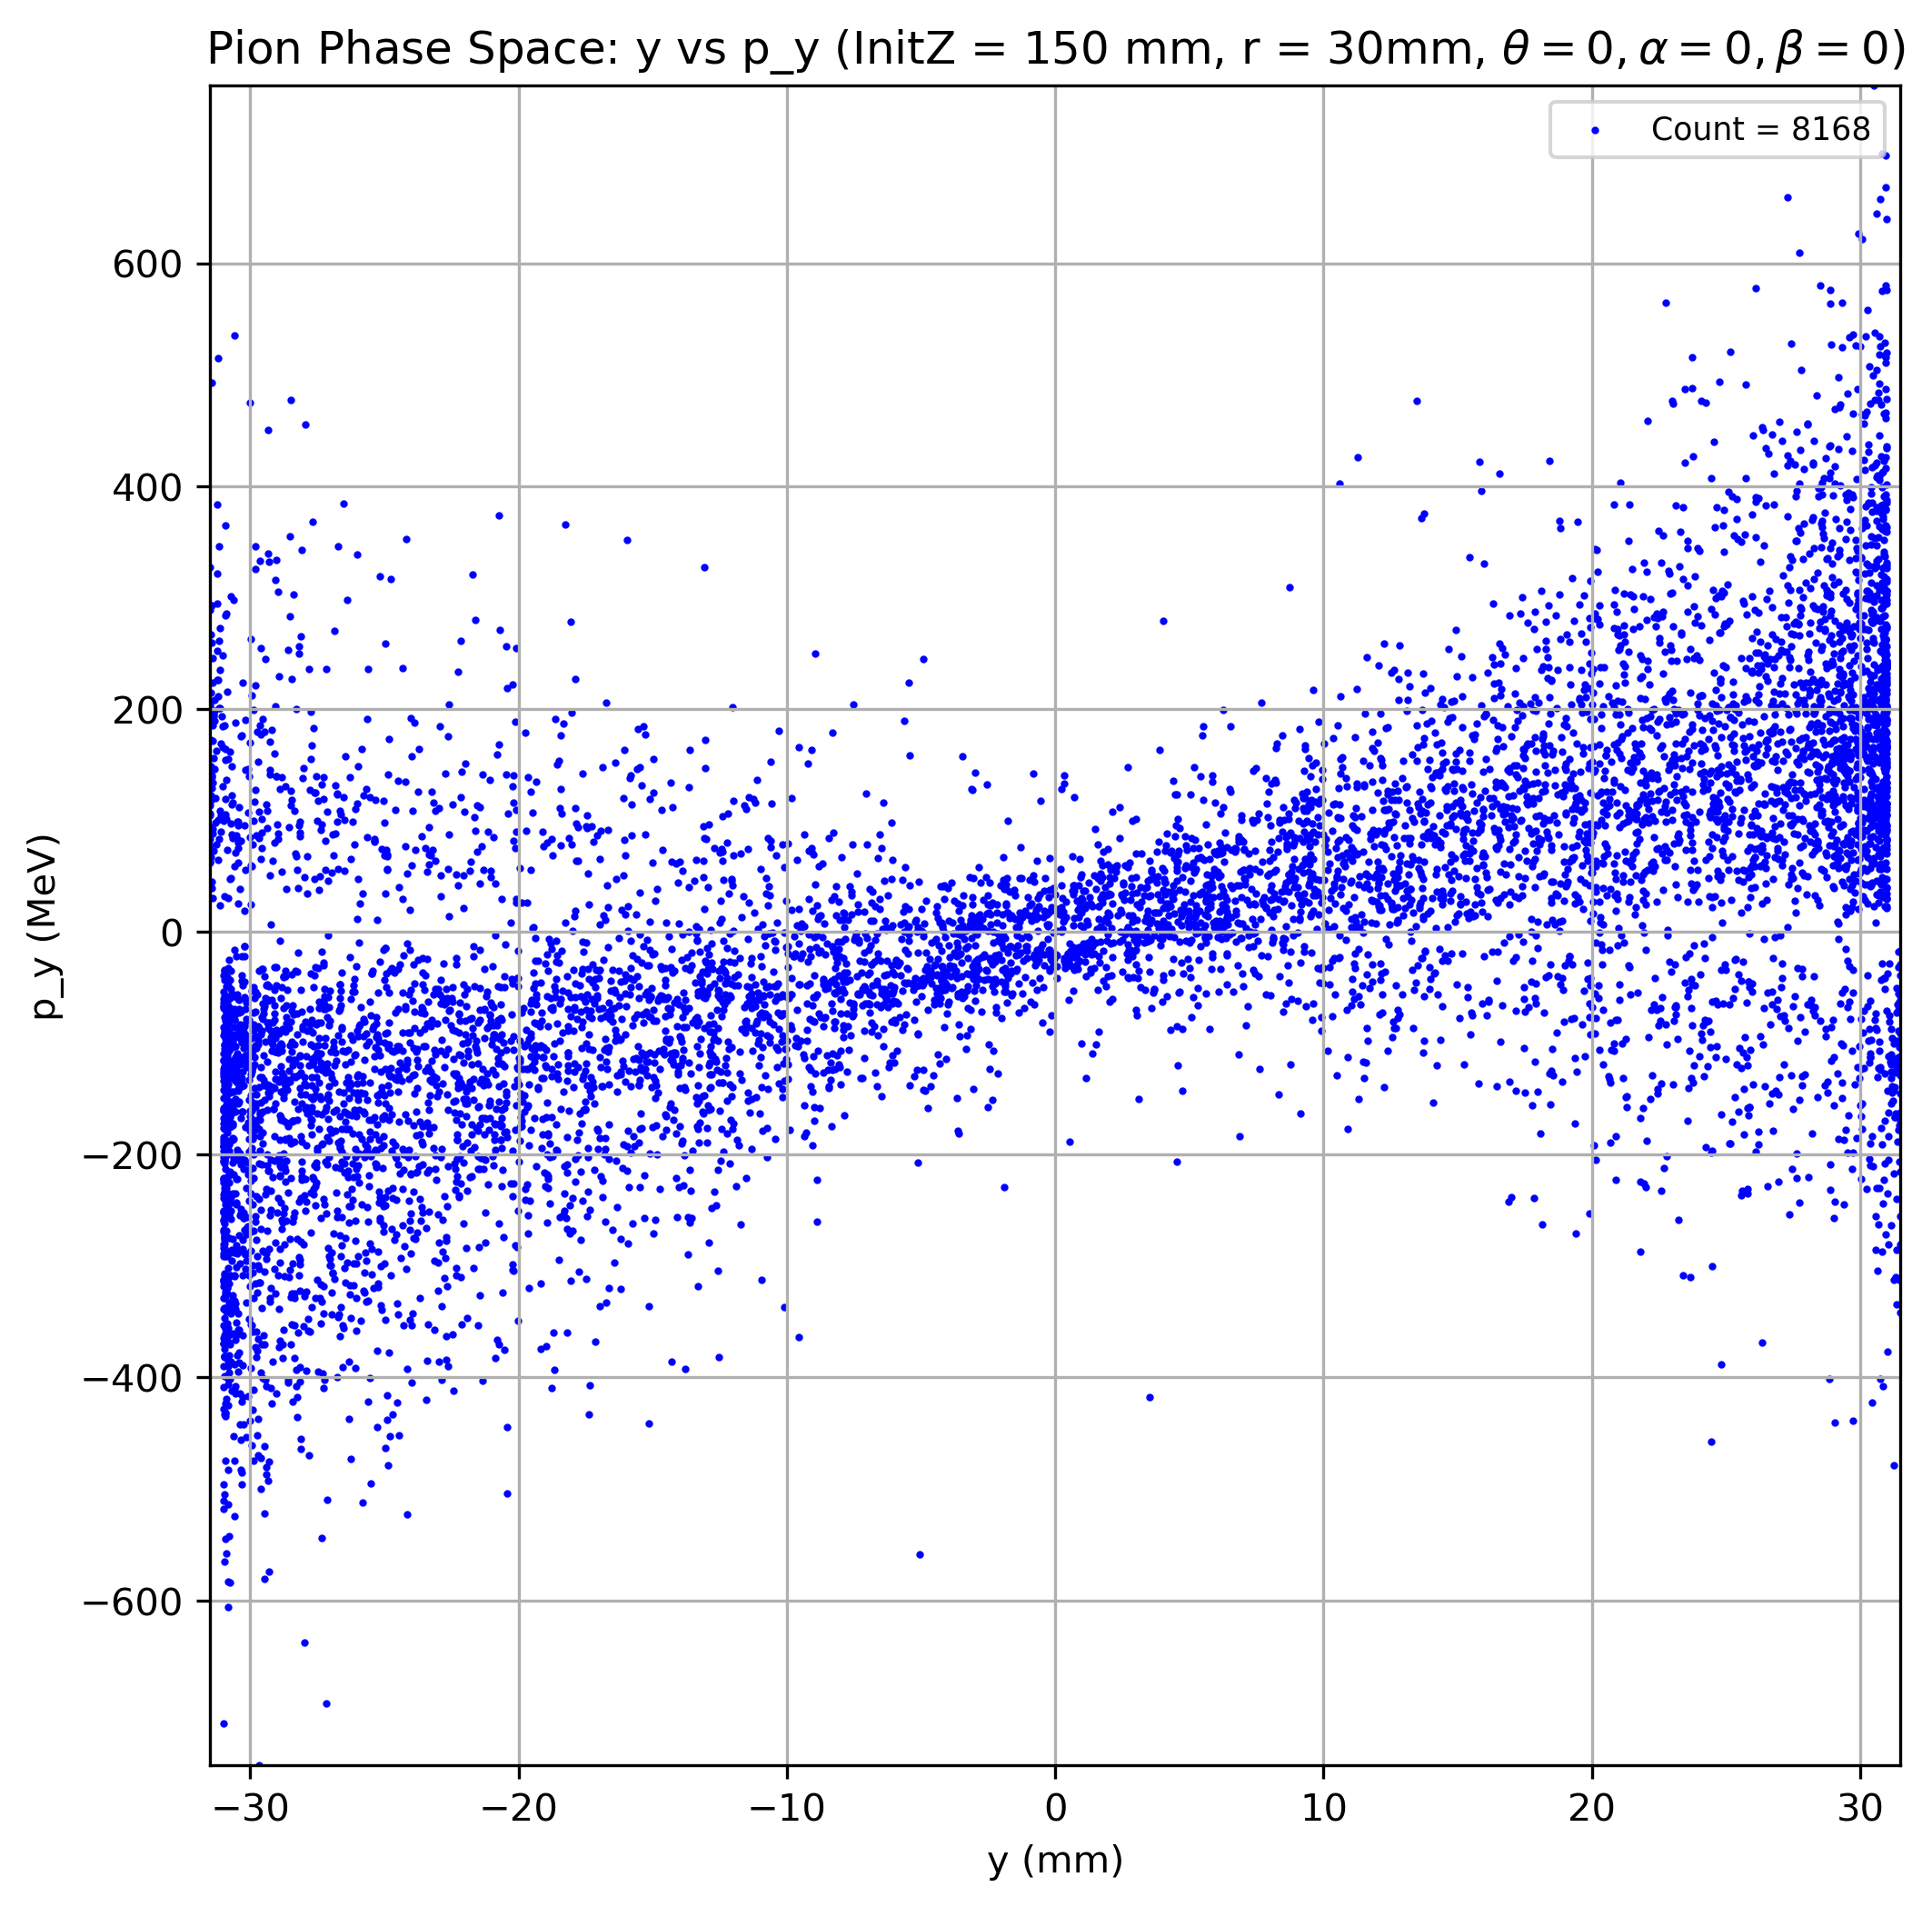 Pion Phase Space: y vs p_y (InitZ = 150 mm, r = 30mm, θ = 0, α = 0, β = 0)
Count = 8168
600
400
200
0
−200
−400
−600
p_y (MeV)
−30 −20 −10 0 10 20 30
y (mm)